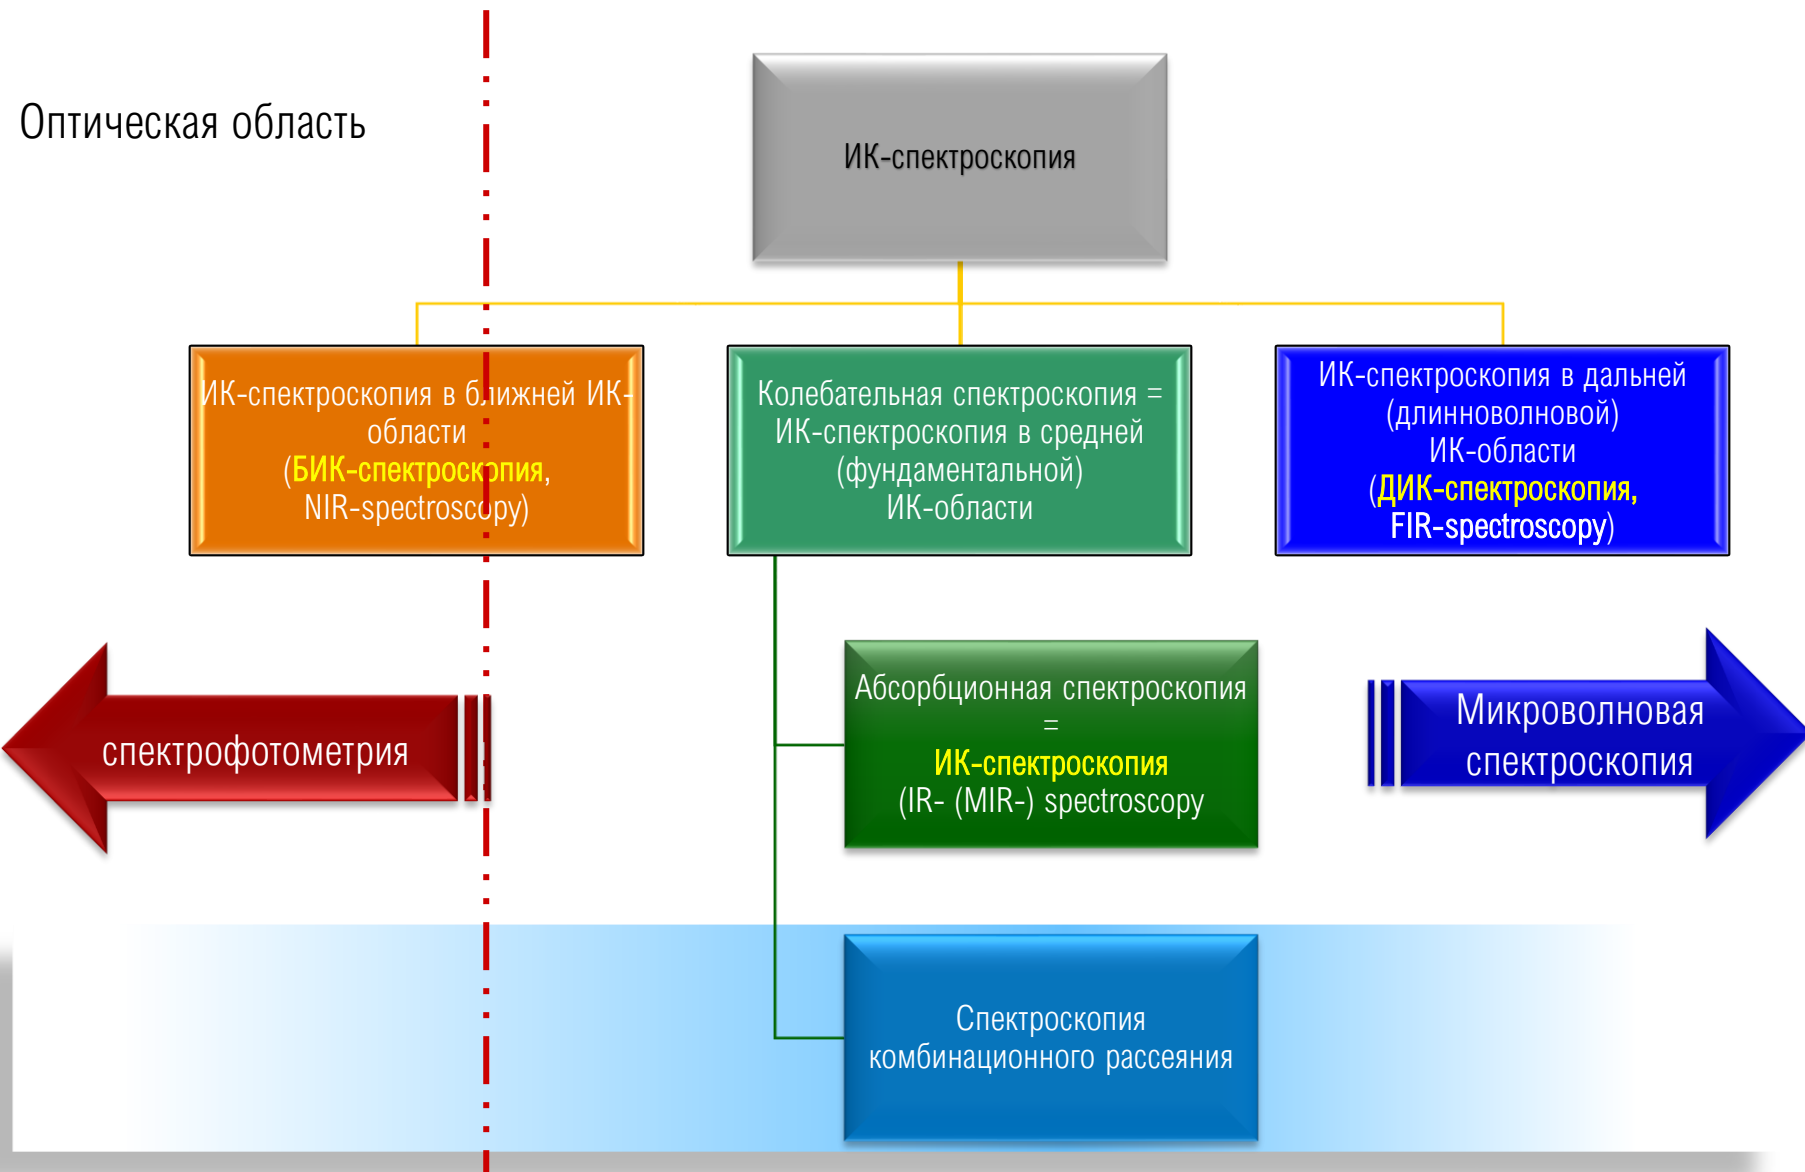 Оптическая область
ИК-спектроскопия
ИК-спектроскопия в ближней ИК-
области
(БИК-спектроскопия,
NIR-spectroscopy)
Колебательная спектроскопия =
ИК-спектроскопия в средней
(фундаментальной)
ИК-области
ИК-спектроскопия в дальней
(длинноволновой)
ИК-области
(ДИК-спектроскопия,
FIR-spectroscopy)
спектрофотометрия
Абсорбционная спектроскопия
=
ИК-спектроскопия
(IR- (MIR-) spectroscopy
Микроволновая
спектроскопия
Спектроскопия
комбинационного рассеяния